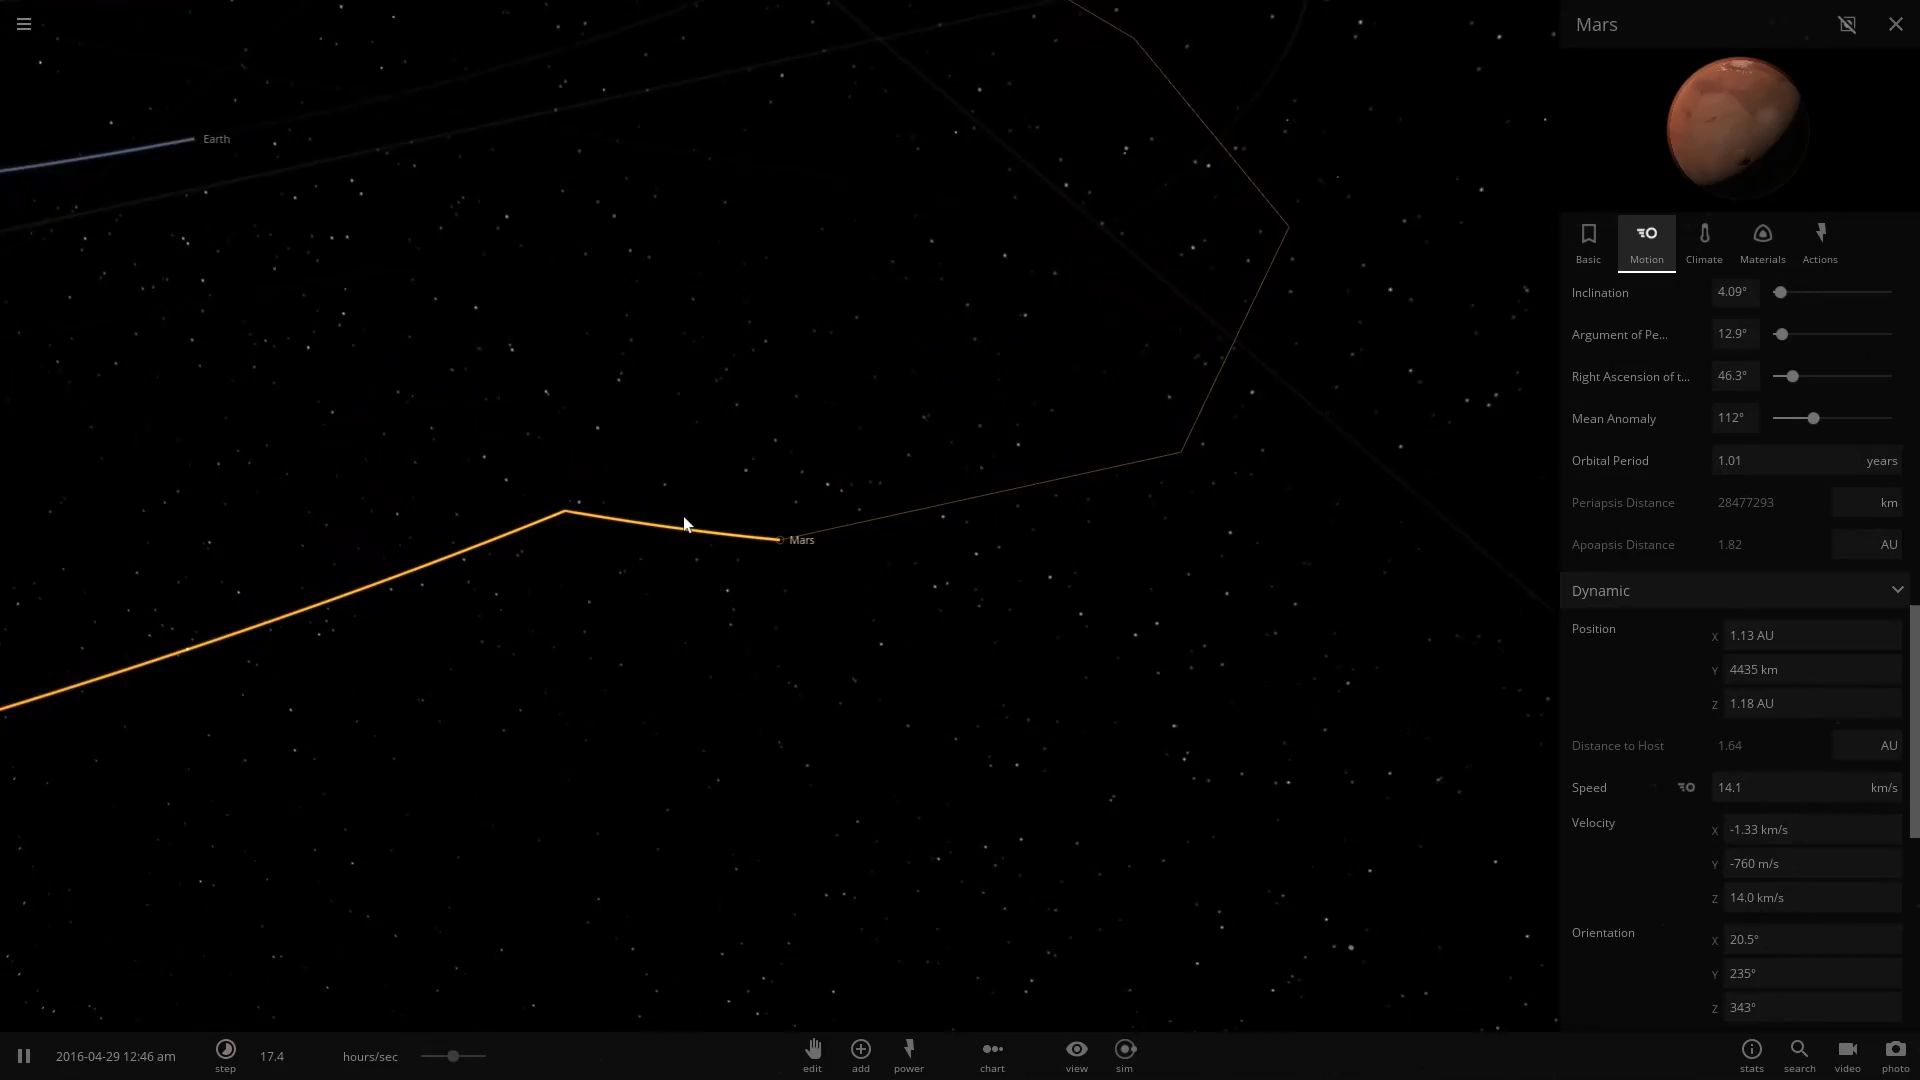 Mars
Earth
Mars
Basic
Motion
Climate
Materials
Actions
Inclination 4.09°
Argument of Pe... 12.9°
Right Ascension of t... 46.3°
Mean Anomaly 112°
Orbital Period 1.01 years
Periapsis Distance 28477293 km
Apoapsis Distance 1.82 AU
Dynamic
Position X 1.13 AU
Y 4435 km
Z 1.18 AU
Distance to Host 1.64 AU
Speed 14.1 km/s
Velocity X -1.33 km/s
Y -760 m/s
Z 14.0 km/s
Orientation X 20.5°
Y 235°
Z 343°
2016-04-29 12:46 am
step
17.4 hours/sec
edit
add
power
chart
view
sim
stats
search
video
photo